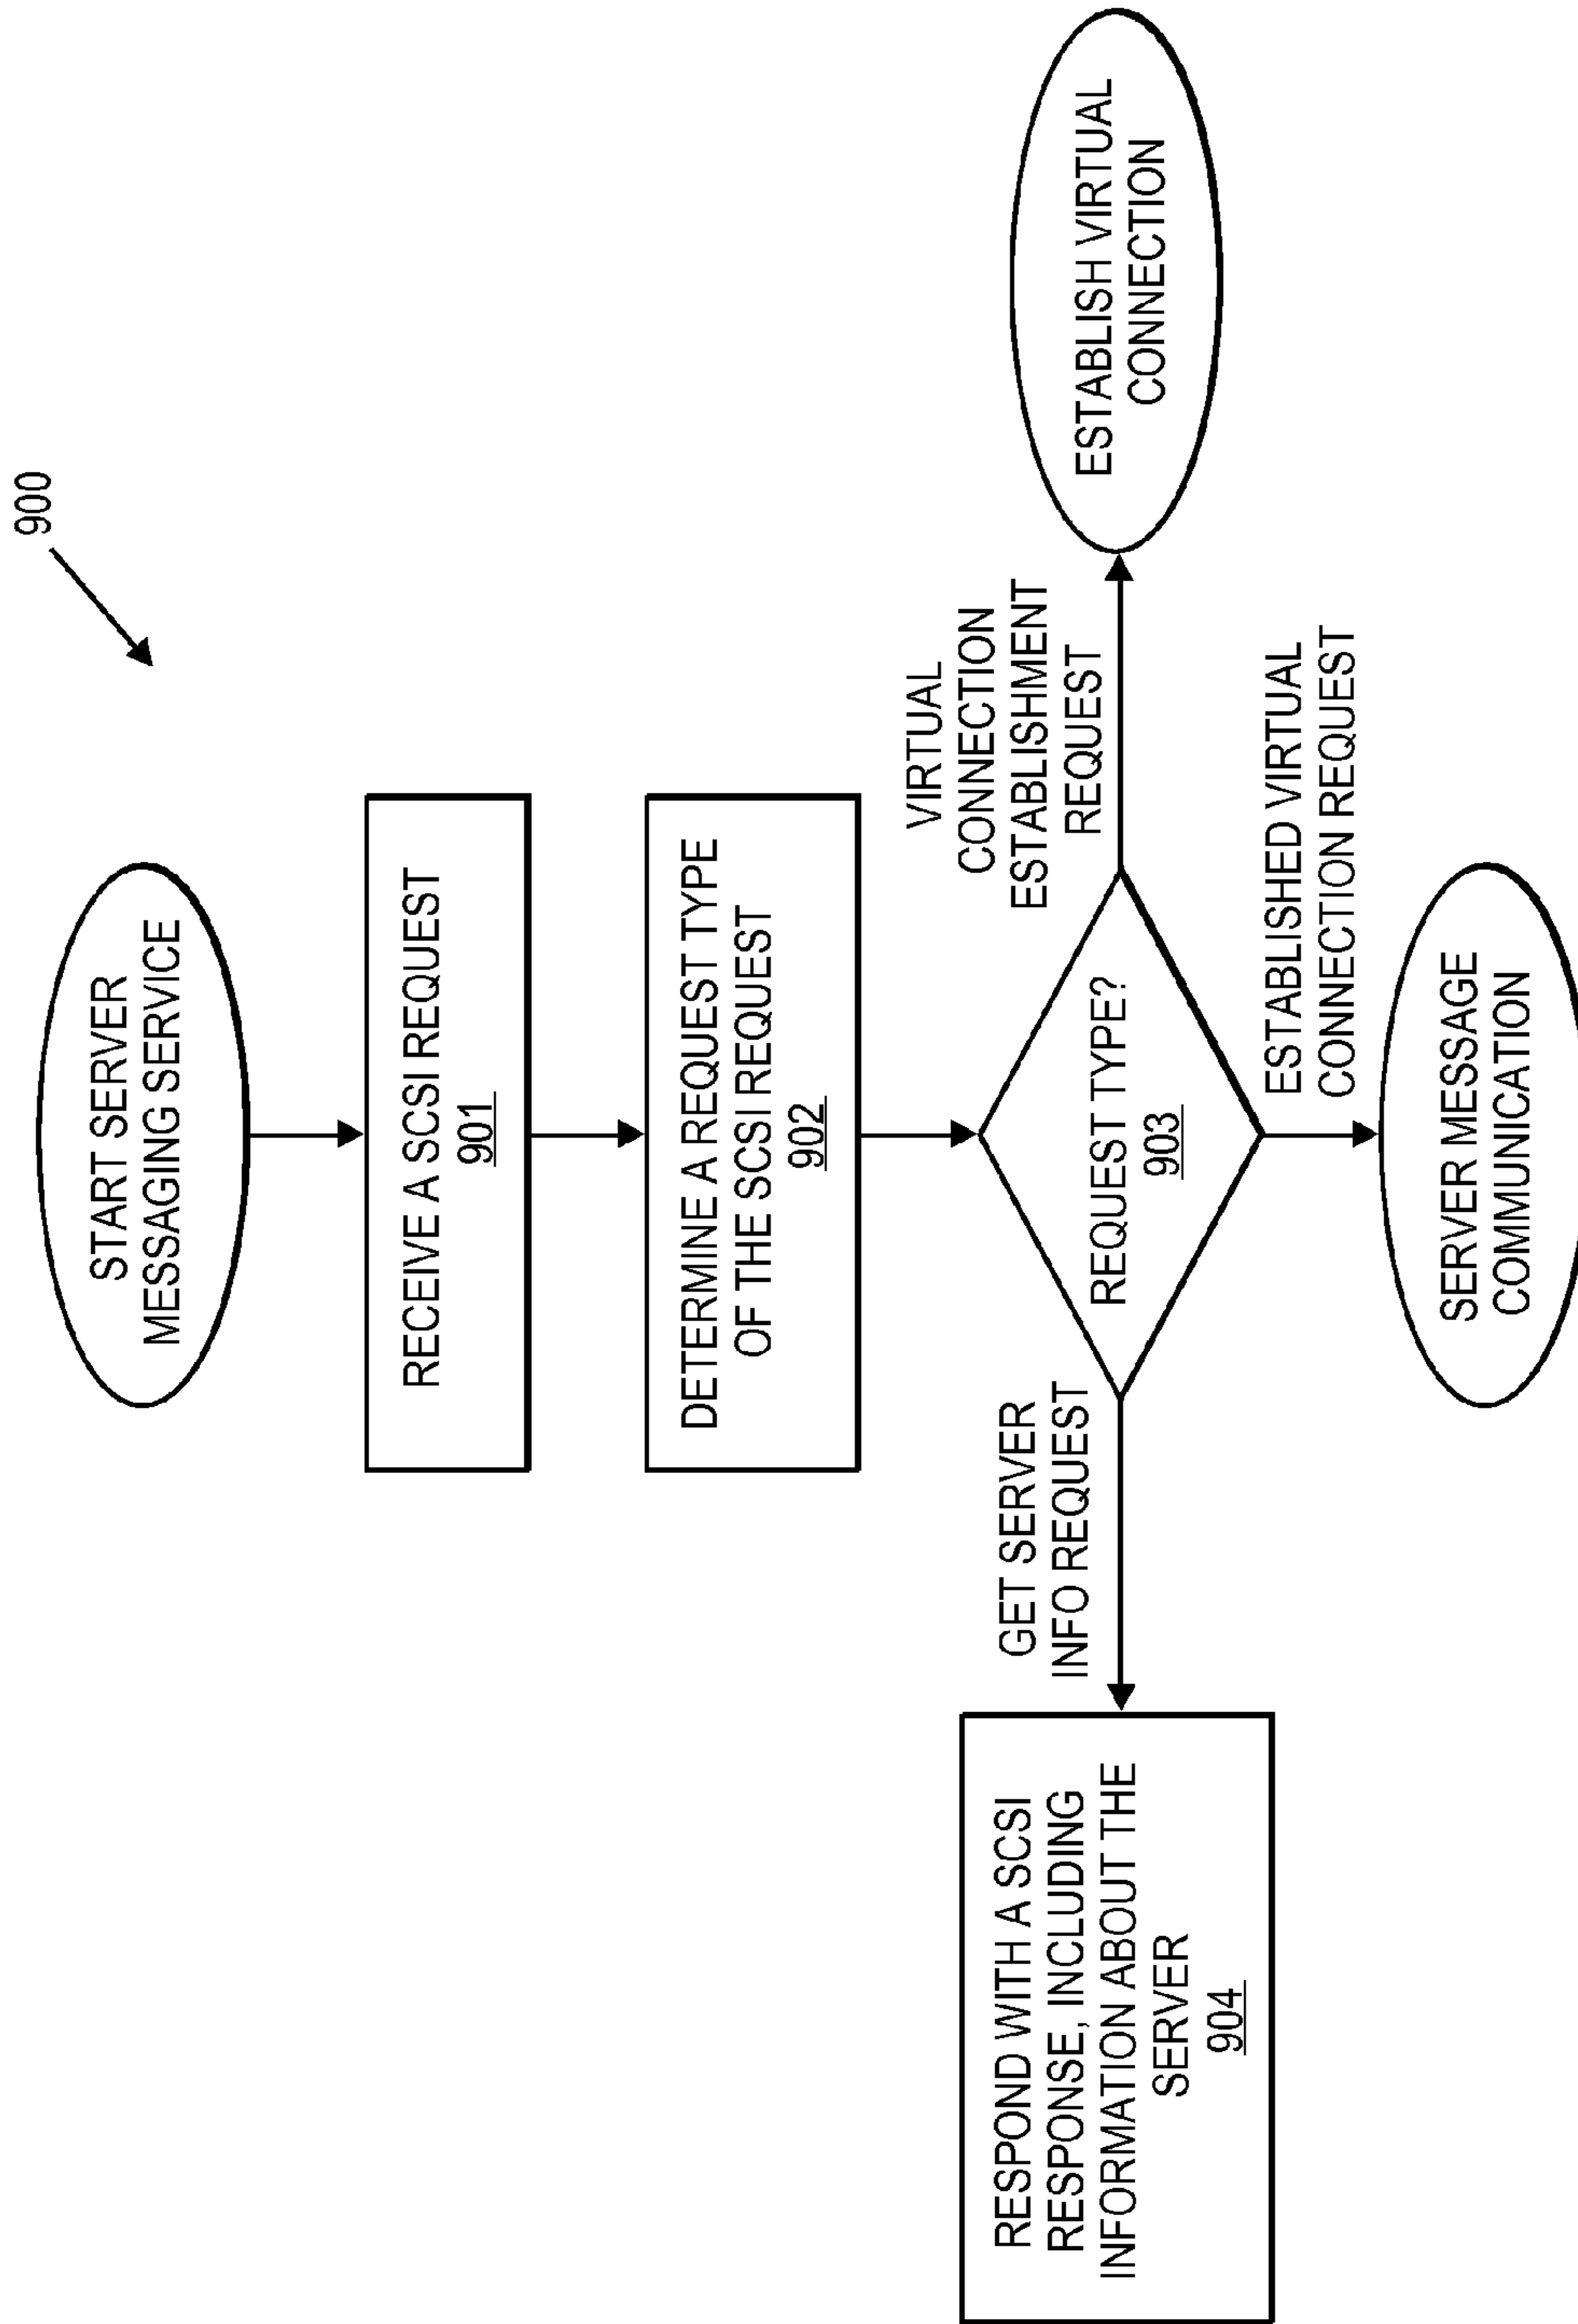 900
START SERVER
MESSAGING SERVICE
RECEIVE A SCSI REQUEST
901
DETERMINE A REQUEST TYPE
OF THE SCSI REQUEST
902
REQUEST TYPE?
903
GET SERVER
INFO REQUEST
VIRTUAL
CONNECTION
ESTABLISHMENT
REQUEST
RESPOND WITH A SCSI
RESPONSE, INCLUDING
INFORMATION ABOUT THE
SERVER
904
ESTABLISH VIRTUAL
CONNECTION
ESTABLISHED VIRTUAL
CONNECTION REQUEST
SERVER MESSAGE
COMMUNICATION